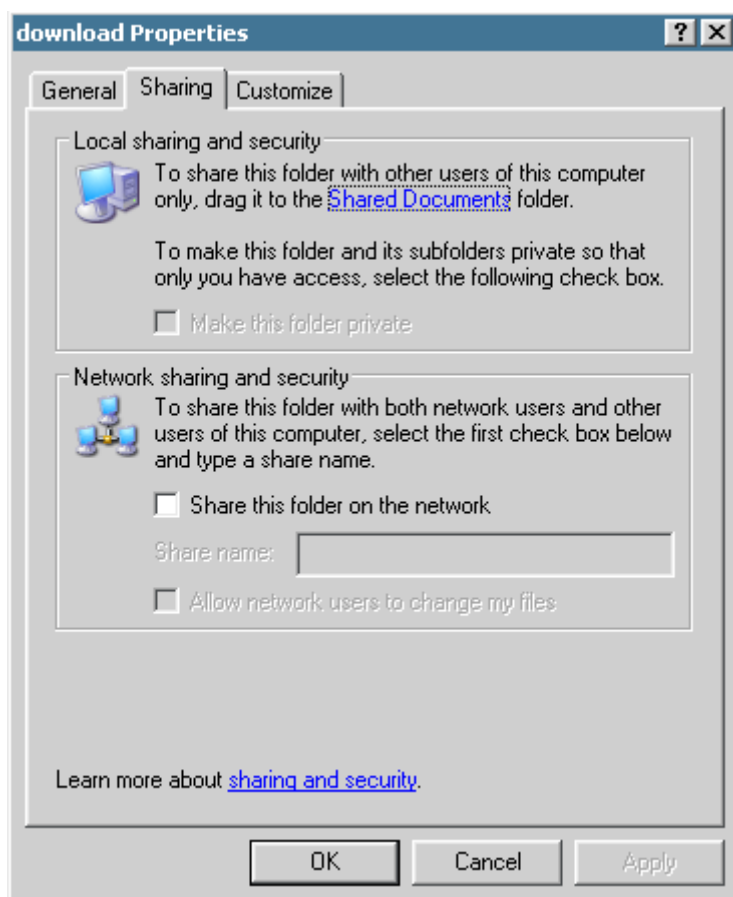 download Properties
General Sharing Customize
Local sharing and security
To share this folder with other users of this computer
only, drag it to the Shared Documents folder.
To make this folder and its subfolders private so that
only you have access, select the following check box.
Make this folder private
Network sharing and security
To share this folder with both network users and other
users of this computer, select the first check box below
and type a share name.
Share this folder on the network
Share name:
Allow network users to change my files
Learn more about sharing and security.
OK Cancel Apply